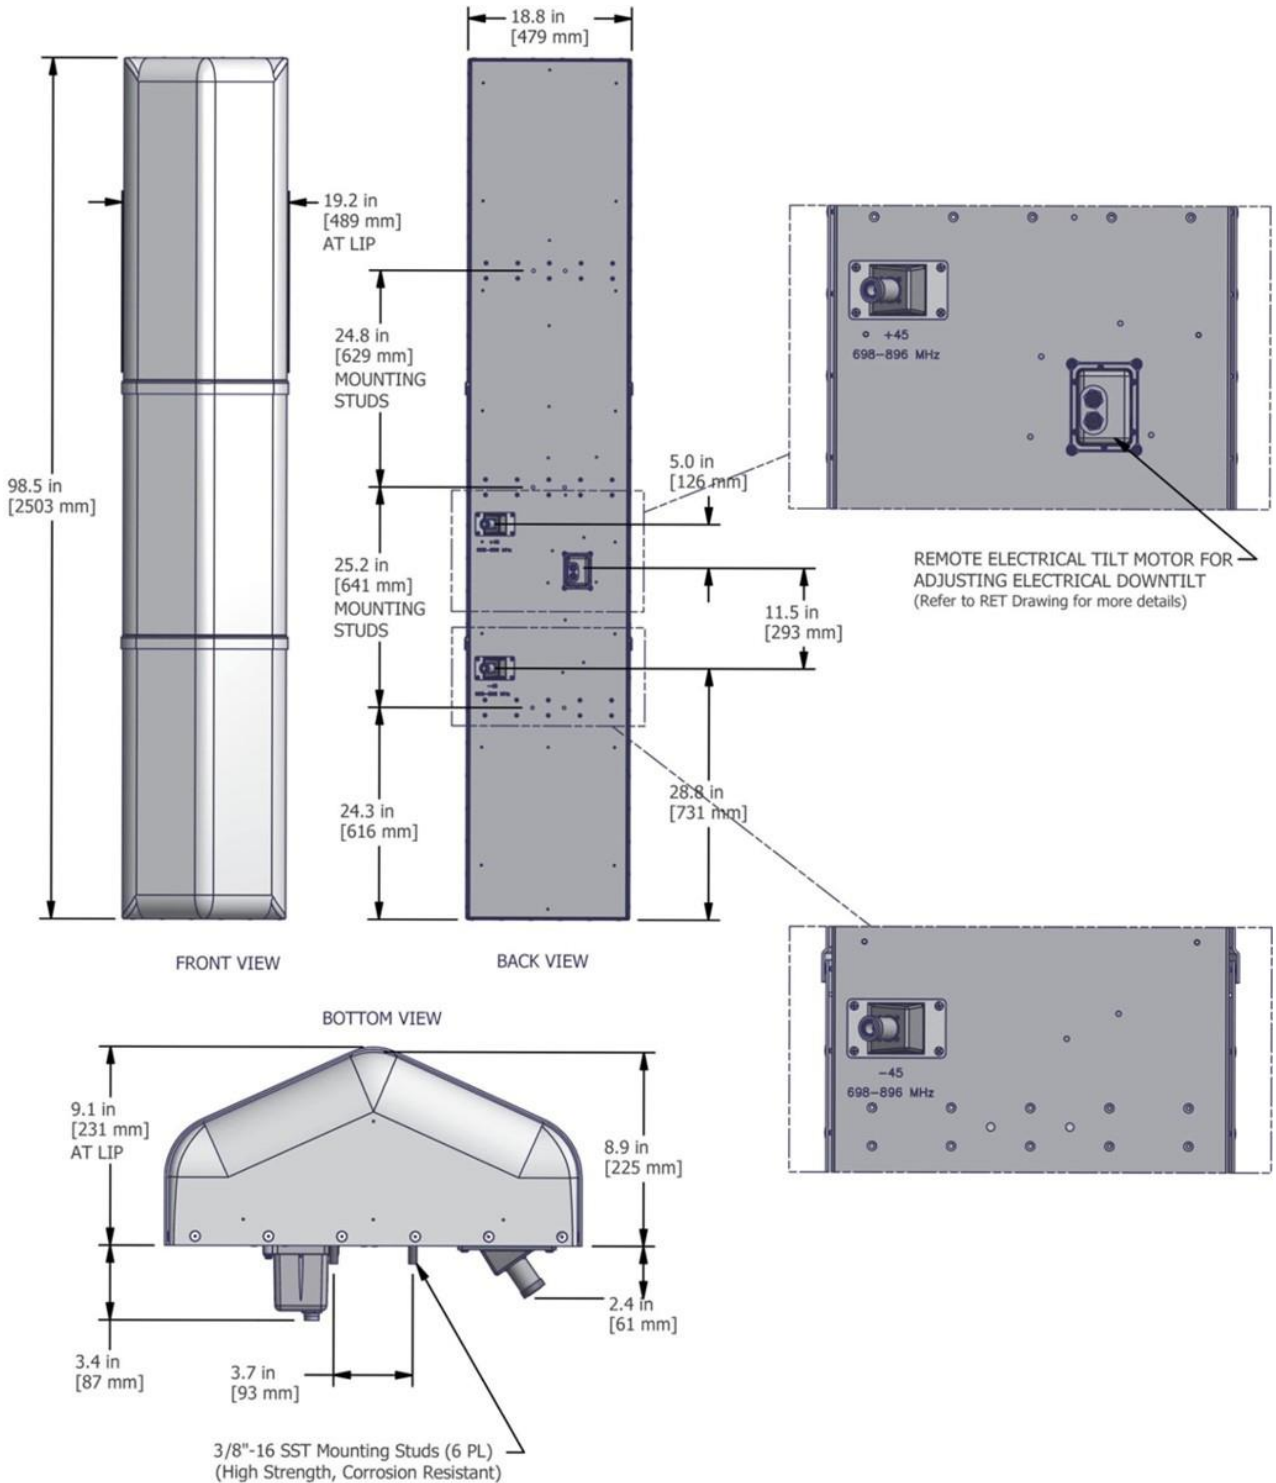 18.8 in
[479 mm]
19.2 in
[489 mm]
AT LIP
24.8 in
[629 mm]
MOUNTING
STUDS
5.0 in
[126 mm]
98.5 in
[2503 mm]
25.2 in
[641 mm]
MOUNTING
STUDS
11.5 in
[293 mm]
24.3 in
[616 mm]
28.8 in
[731 mm]
+45
698-896 MHz
+45
698-896 MHz
REMOTE ELECTRICAL TILT MOTOR FOR
ADJUSTING ELECTRICAL DOWNTILT
(Refer to RET Drawing for more details)
FRONT VIEW
BACK VIEW
-45
698-896 MHz
BOTTOM VIEW
9.1 in
[231 mm]
AT LIP
8.9 in
[225 mm]
2.4 in
[61 mm]
3.4 in
[87 mm]
3.7 in
[93 mm]
3/8"-16 SST Mounting Studs (6 PL)
(High Strength, Corrosion Resistant)